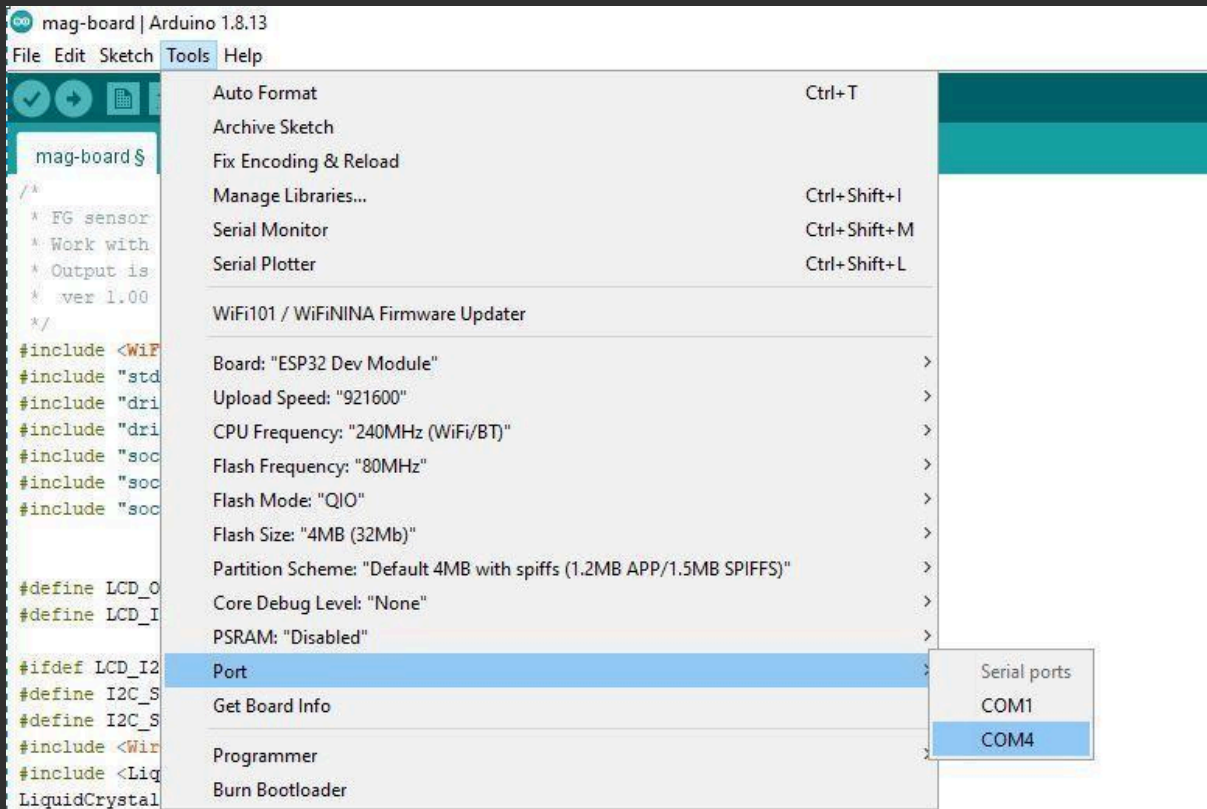 mag-board | Arduino 1.8.13
File Edit Sketch Tools Help
mag-board §
Auto Format Ctrl+T
Archive Sketch
Fix Encoding & Reload
Manage Libraries... Ctrl+Shift+I
Serial Monitor Ctrl+Shift+M
Serial Plotter Ctrl+Shift+L
WiFi101 / WiFiNINA Firmware Updater
Board: "ESP32 Dev Module"
Upload Speed: "921600"
CPU Frequency: "240MHz (WiFi/BT)"
Flash Frequency: "80MHz"
Flash Mode: "QIO"
Flash Size: "4MB (32Mb)"
Partition Scheme: "Default 4MB with spiffs (1.2MB APP/1.5MB SPIFFS)"
Core Debug Level: "None"
PSRAM: "Disabled"
Port
Get Board Info
Programmer
Burn Bootloader
Serial ports
COM1
COM4
/*
* FG sensor
* Work with
* Output is
* ver 1.00
*/
#include <WiF
#include "std
#include "dri
#include "dri
#include "soc
#include "soc
#include "soc
#define LCD_O
#define LCD_I
#ifdef LCD_I2
#define I2C_S
#define I2C_S
#include <Wir
#include <Liq
LiquidCrystal